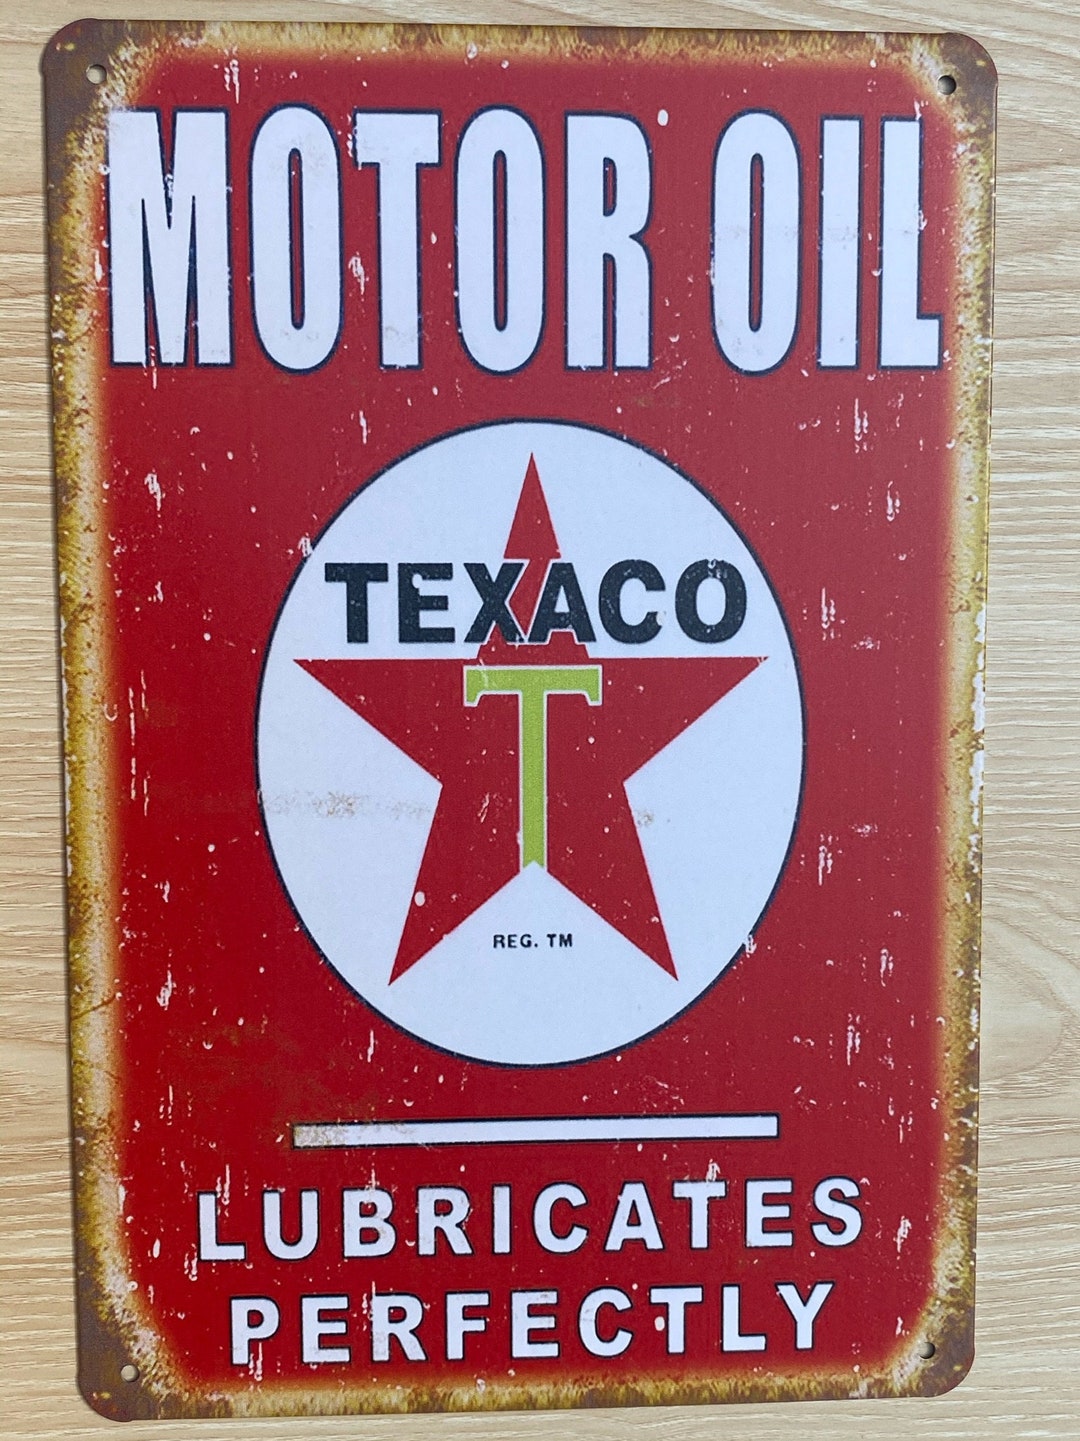 MOTOR OIL
TEXACO
T
REG. TM
LUBRICATES
PERFECTLY